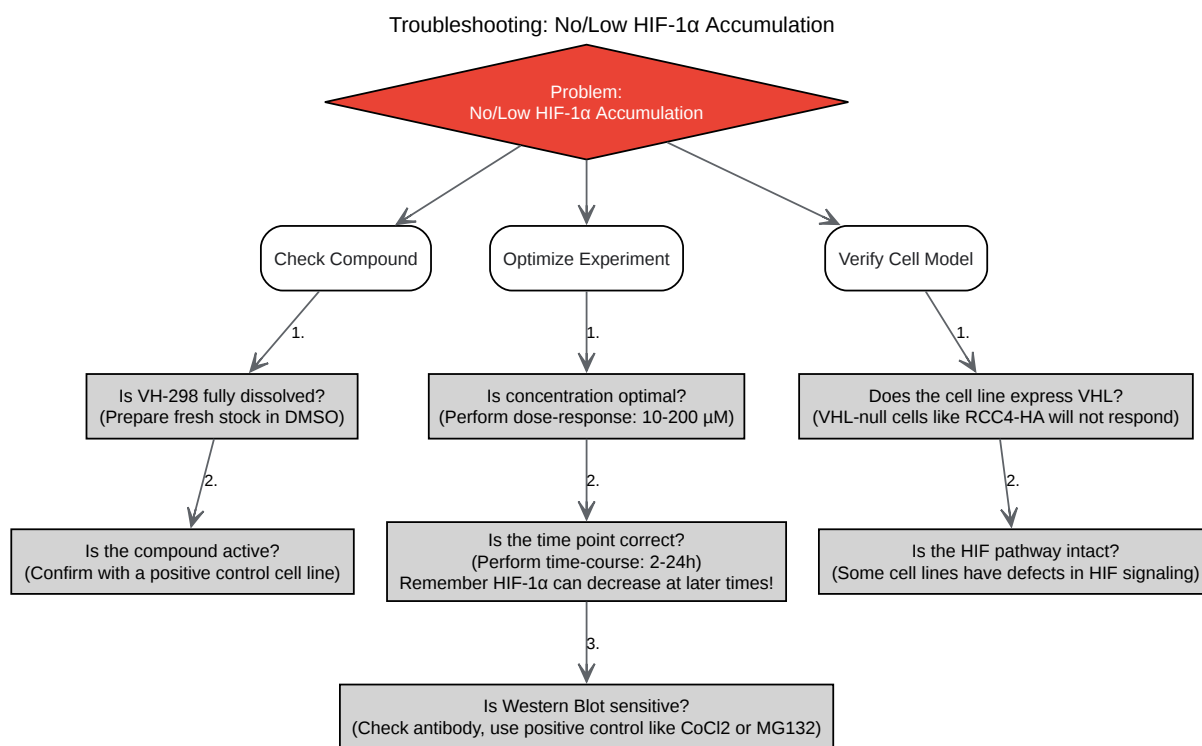 Troubleshooting: No/Low HIF-1α Accumulation
Problem:
No/Low HIF-1α Accumulation
Check Compound
Optimize Experiment
Verify Cell Model
1.
1.
1.
Is VH-298 fully dissolved?
(Prepare fresh stock in DMSO)
Is concentration optimal?
(Perform dose-response: 10-200 µM)
Does the cell line express VHL?
(VHL-null cells like RCC4-HA will not respond)
2.
2.
2.
Is the compound active?
(Confirm with a positive control cell line)
Is the time point correct?
(Perform time-course: 2-24h)
Remember HIF-1α can decrease at later times!
Is the HIF pathway intact?
(Some cell lines have defects in HIF signaling)
3.
Is Western Blot sensitive?
(Check antibody, use positive control like CoCl2 or MG132)